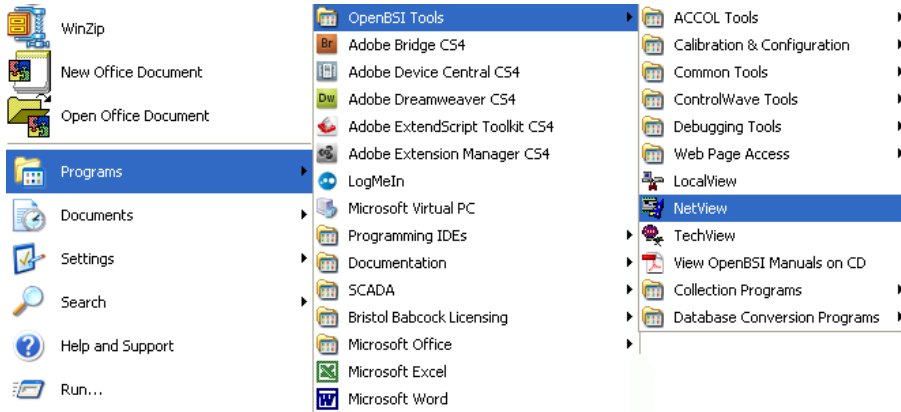 WinZip
New Office Document
Open Office Document
Programs
Documents
Settings
Search
Help and Support
Run...
OpenBSI Tools
Br Adobe Bridge CS4
Adobe Device Central CS4
Dw Adobe Dreamweaver CS4
Adobe ExtendScript Toolkit CS4
Adobe Extension Manager CS4
LogMeIn
Microsoft Virtual PC
Programming IDEs
Documentation
SCADA
Bristol Babcock Licensing
Microsoft Office
Microsoft Excel
Microsoft Word
ACCOL Tools
Calibration & Configuration
Common Tools
ControlWave Tools
Debugging Tools
Web Page Access
LocalView
NetView
TechView
View OpenBSI Manuals on CD
Collection Programs
Database Conversion Programs